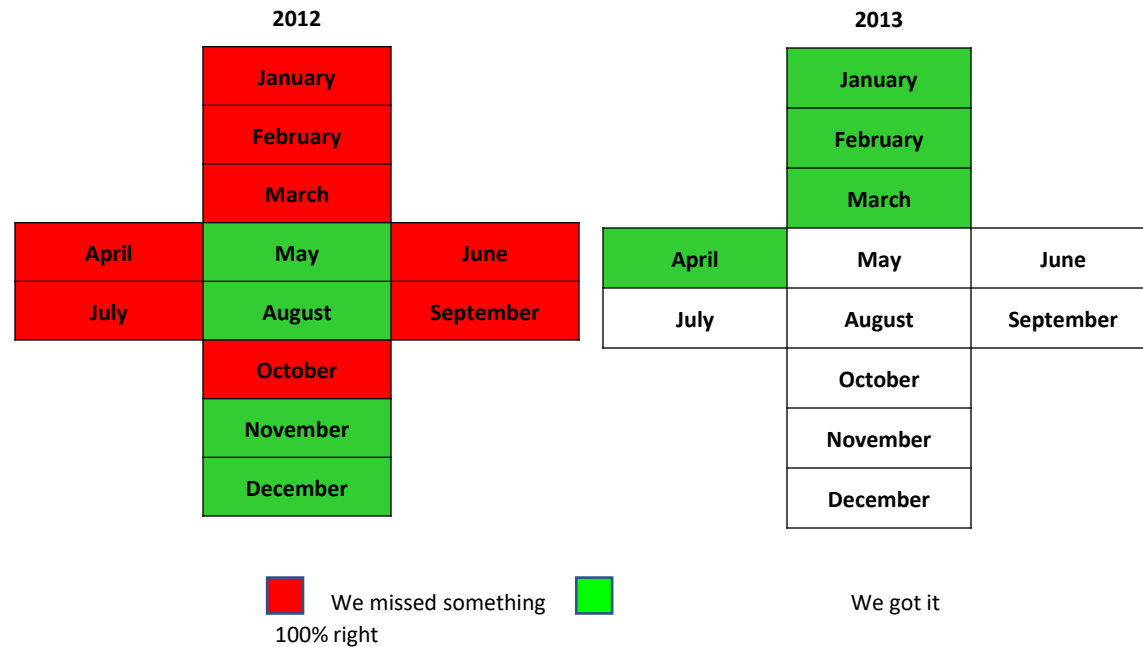 2012
January
February
March
April May June
July August September
October
November
December
2013
January
February
March
April May June
July August September
October
November
December
We missed something We got it
100% right